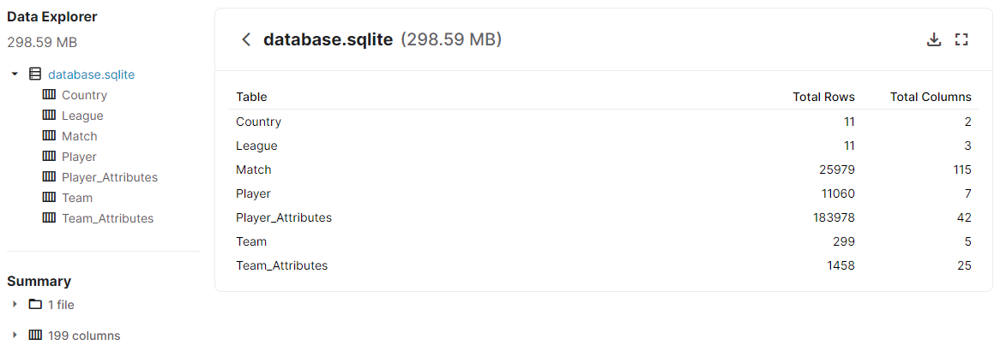 Data Explorer
298.59 MB
database.sqlite
Country
League
Match
Player
Player_Attributes
Team
Team_Attributes
Summary
1 file
199 columns
database.sqlite (298.59 MB)
Table Total Rows Total Columns
Country 11 2
League 11 3
Match 25979 115
Player 11060 7
Player_Attributes 183978 42
Team 299 5
Team_Attributes 1458 25